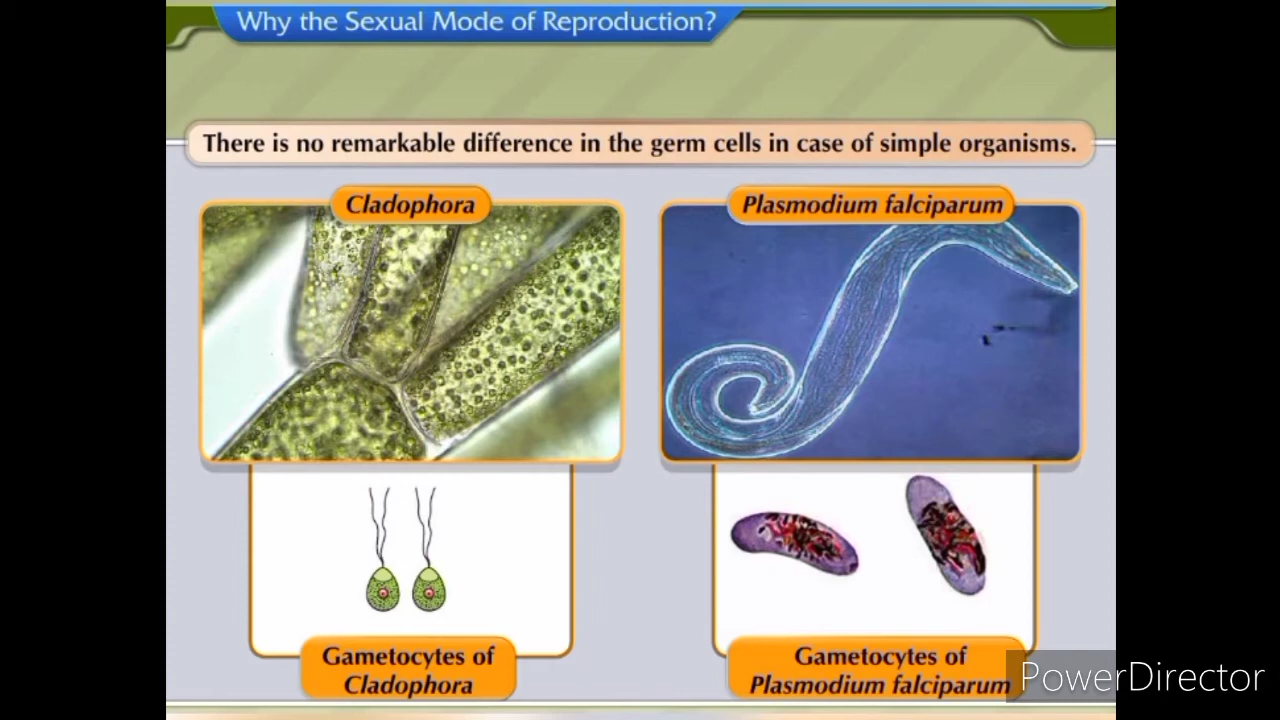 Why the Sexual Mode of Reproduction?
There is no remarkable difference in the germ cells in case of simple organisms.
Cladophora
Plasmodium falciparum
Gametocytes of
Cladophora
Gametocytes of
Plasmodium falciparum
PowerDirector